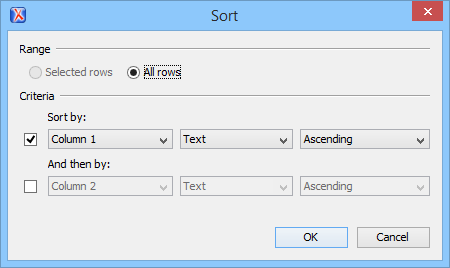 Sort
Range
Selected rows All rows
Criteria
Sort by:
Column 1 Text Ascending
And then by:
Column 2 Text Ascending
OK Cancel